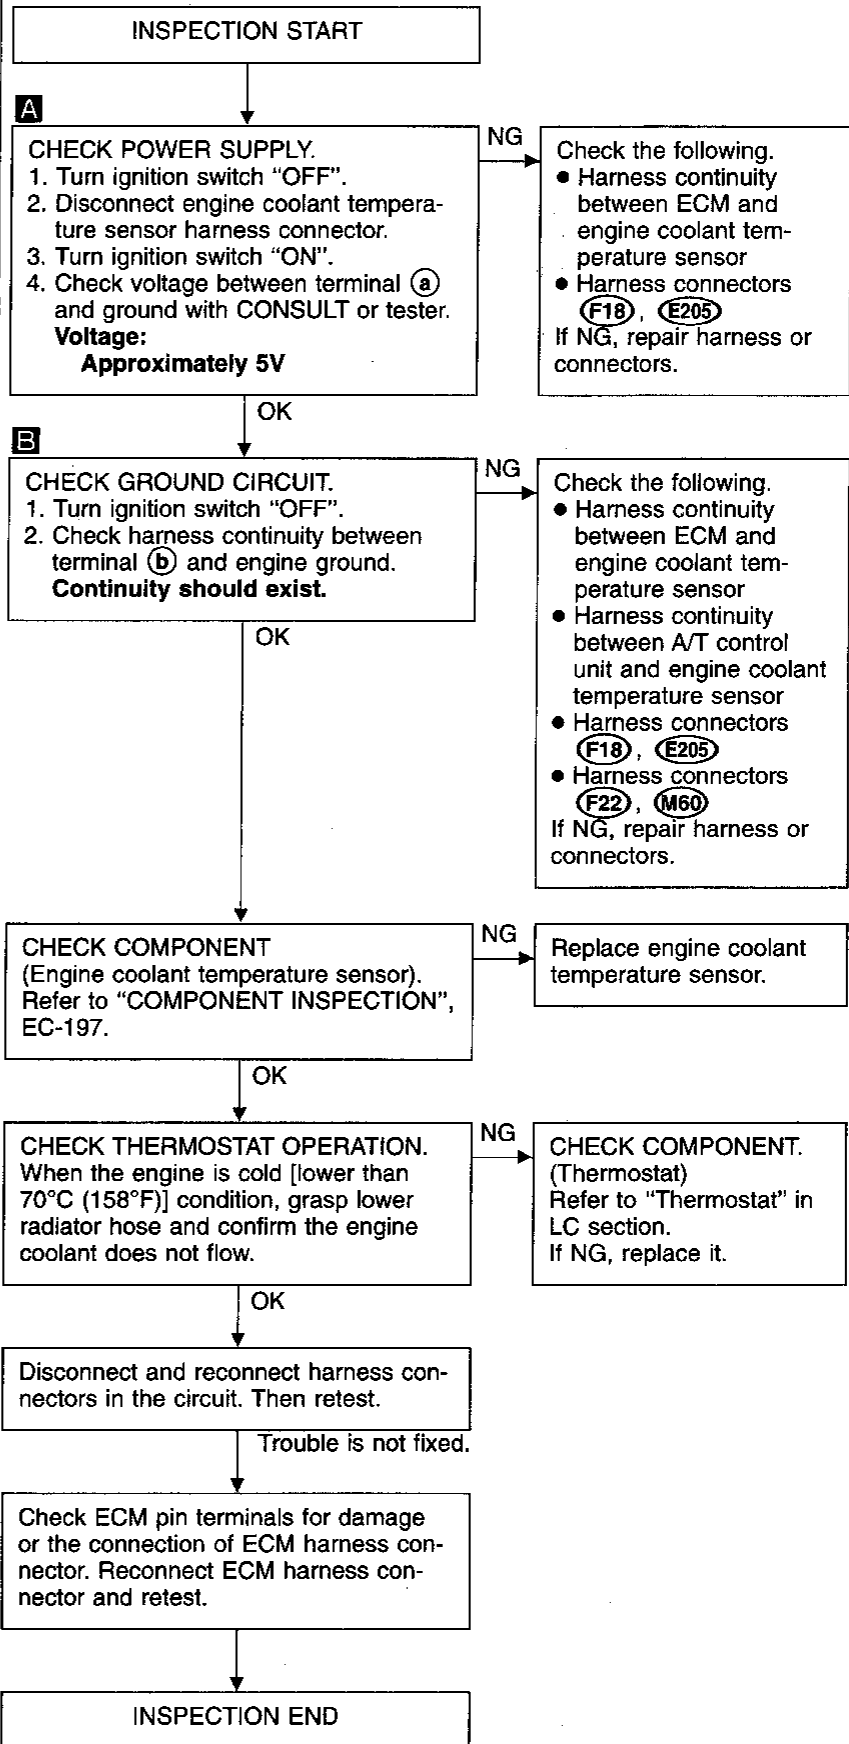 INSPECTION START
A
CHECK POWER SUPPLY.
1. Turn ignition switch “OFF”.
2. Disconnect engine coolant tempera-
ture sensor harness connector.
3. Turn ignition switch “ON”.
4. Check voltage between terminal ⓐ
and ground with CONSULT or tester.
Voltage:
Approximately 5V
NG
Check the following.
● Harness continuity
between ECM and
engine coolant tem-
perature sensor
● Harness connectors
F18, E205
If NG, repair harness or
connectors.
OK
B
CHECK GROUND CIRCUIT.
1. Turn ignition switch “OFF”.
2. Check harness continuity between
terminal ⓑ and engine ground.
Continuity should exist.
NG
Check the following.
● Harness continuity
between ECM and
engine coolant tem-
perature sensor
● Harness continuity
between A/T control
unit and engine coolant
temperature sensor
● Harness connectors
F18, E205
● Harness connectors
F22, M60
If NG, repair harness or
connectors.
OK
CHECK COMPONENT
(Engine coolant temperature sensor).
Refer to “COMPONENT INSPECTION”,
EC-197.
NG
Replace engine coolant
temperature sensor.
OK
CHECK THERMOSTAT OPERATION.
When the engine is cold [lower than
70°C (158°F)] condition, grasp lower
radiator hose and confirm the engine
coolant does not flow.
NG
CHECK COMPONENT.
(Thermostat)
Refer to “Thermostat” in
LC section.
If NG, replace it.
OK
Disconnect and reconnect harness con-
nectors in the circuit. Then retest.
Trouble is not fixed.
Check ECM pin terminals for damage
or the connection of ECM harness con-
nector. Reconnect ECM harness con-
nector and retest.
INSPECTION END